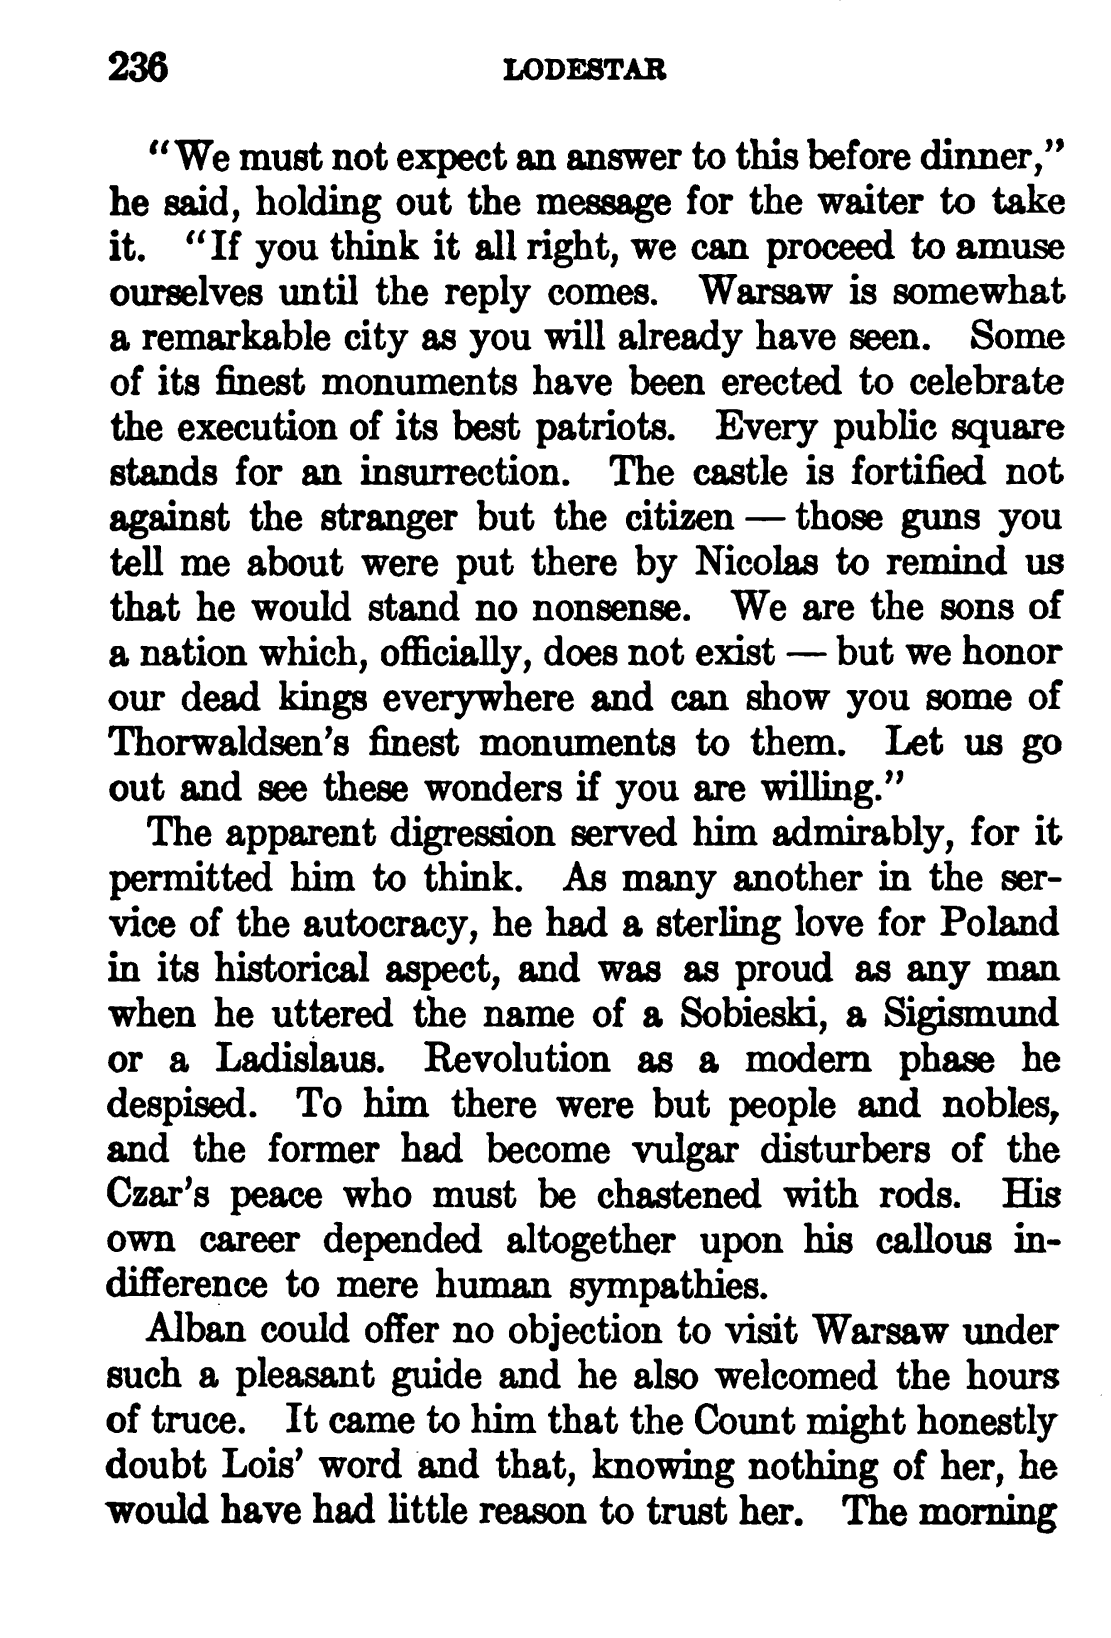 236 LODESTAR
"We must not expect an answer to this before dinner,"
he said, holding out the message for the waiter to take
it. "If you think it all right, we can proceed to amuse
ourselves until the reply comes. Warsaw is somewhat
a remarkable city as you will already have seen. Some
of its finest monuments have been erected to celebrate
the execution of its best patriots. Every public square
stands for an insurrection. The castle is fortified not
against the stranger but the citizen — those guns you
tell me about were put there by Nicolas to remind us
that he would stand no nonsense. We are the sons of
a nation which, officially, does not exist — but we honor
our dead kings everywhere and can show you some of
Thorwaldsen's finest monuments to them. Let us go
out and see these wonders if you are willing."
The apparent digression served him admirably, for it
permitted him to think. As many another in the ser-
vice of the autocracy, he had a sterling love for Poland
in its historical aspect, and was as proud as any man
when he uttered the name of a Sobieski, a Sigismund
or a Ladislaus. Revolution as a modern phase he
despised. To him there were but people and nobles,
and the former had become vulgar disturbers of the
Czar's peace who must be chastened with rods. His
own career depended altogether upon his callous in-
difference to mere human sympathies.
Alban could offer no objection to visit Warsaw under
such a pleasant guide and he also welcomed the hours
of truce. It came to him that the Count might honestly
doubt Lois' word and that, knowing nothing of her, he
would have had little reason to trust her. The morning